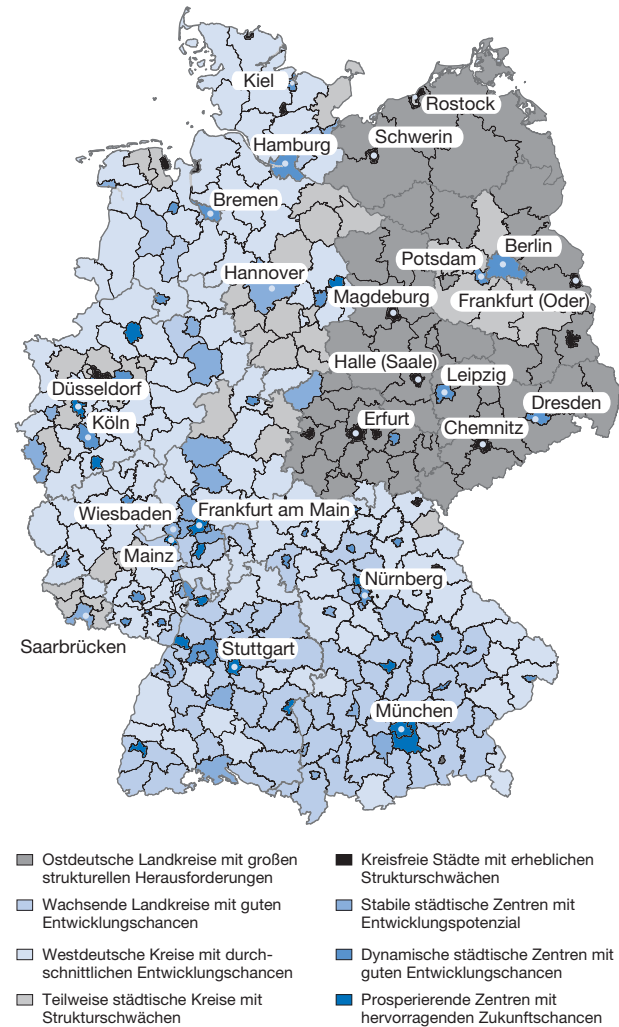 Kiel
Rostock
Schwerin
Hamburg
Bremen
Berlin
Potsdam
Hannover
Frankfurt (Oder)
Magdeburg
Halle (Saale)
Leipzig
Düsseldorf
Dresden
Köln
Erfurt
Chemnitz
Wiesbaden
Frankfurt am Main
Mainz
Nürnberg
Saarbrücken
Stuttgart
München
Ostdeutsche Landkreise mit großen
strukturellen Herausforderungen
Wachsende Landkreise mit guten
Entwicklungschancen
Westdeutsche Kreise mit durch-
schnittlichen Entwicklungschancen
Teilweise städtische Kreise mit
Strukturschwächen
Kreisfreie Städte mit erheblichen
Strukturschwächen
Stabile städtische Zentren mit
Entwicklungspotenzial
Dynamische städtische Zentren mit
guten Entwicklungschancen
Prosperierende Zentren mit
hervorragenden Zukunftschancen